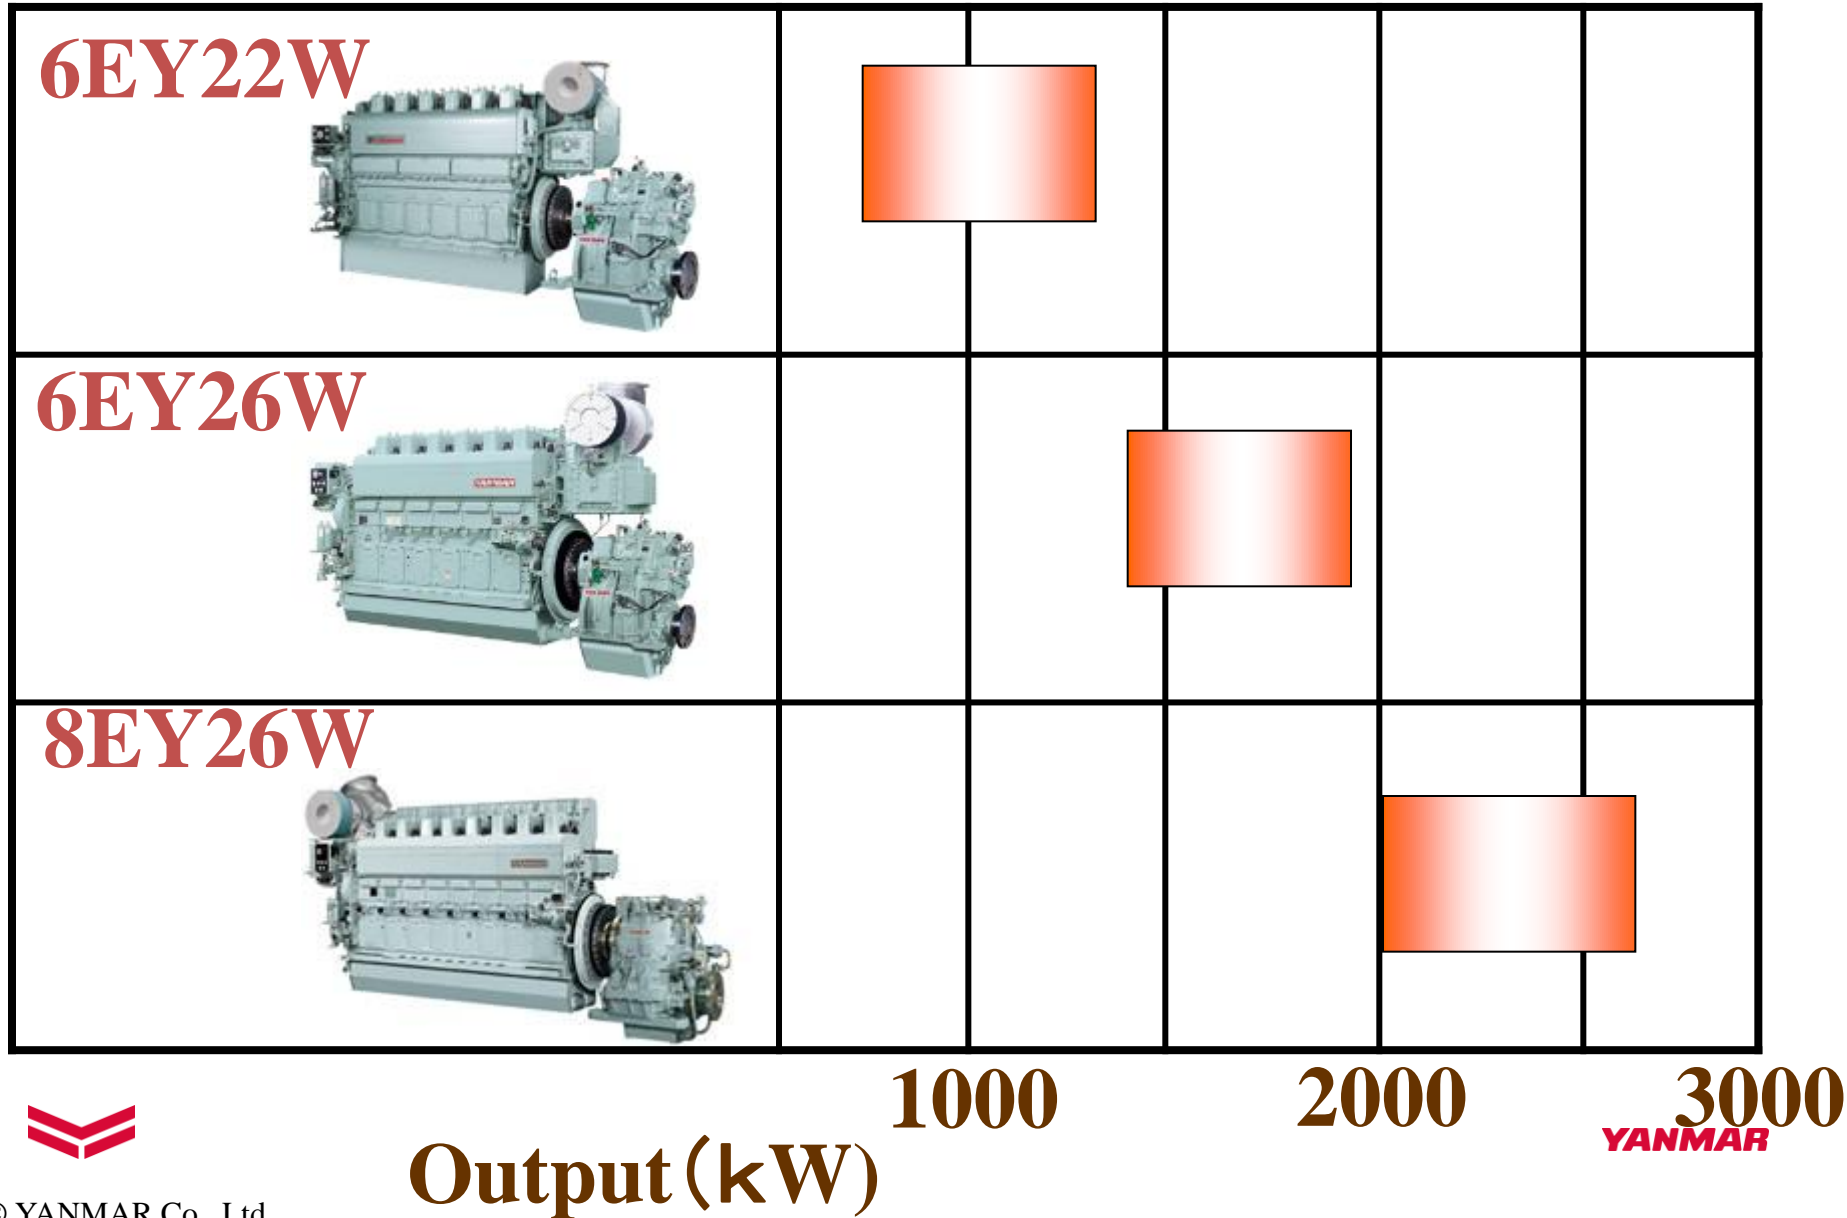 6EY22W
6EY26W
8EY26W
1000 2000 3000
YANMAR
Output(kW)
YANMAR Co., Ltd